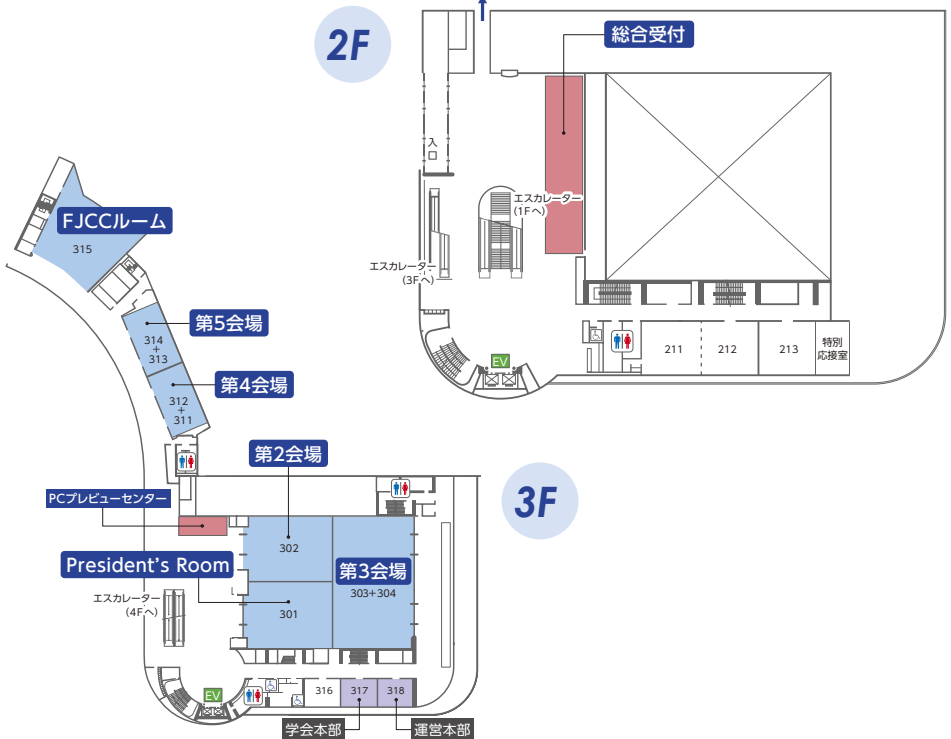 2F
総合受付
入
口
エスカレーター
(1Fへ)
エスカレーター
(3Fへ)
EV
211
212
213
特別
応接室
FJCCルーム
315
第5会場
314
+
313
第4会場
312
+
311
第2会場
3F
PCプレビューセンター
302
President's Room
第3会場
303+304
301
エスカレーター
(4Fへ)
EV
316
317
318
学会本部
運営本部